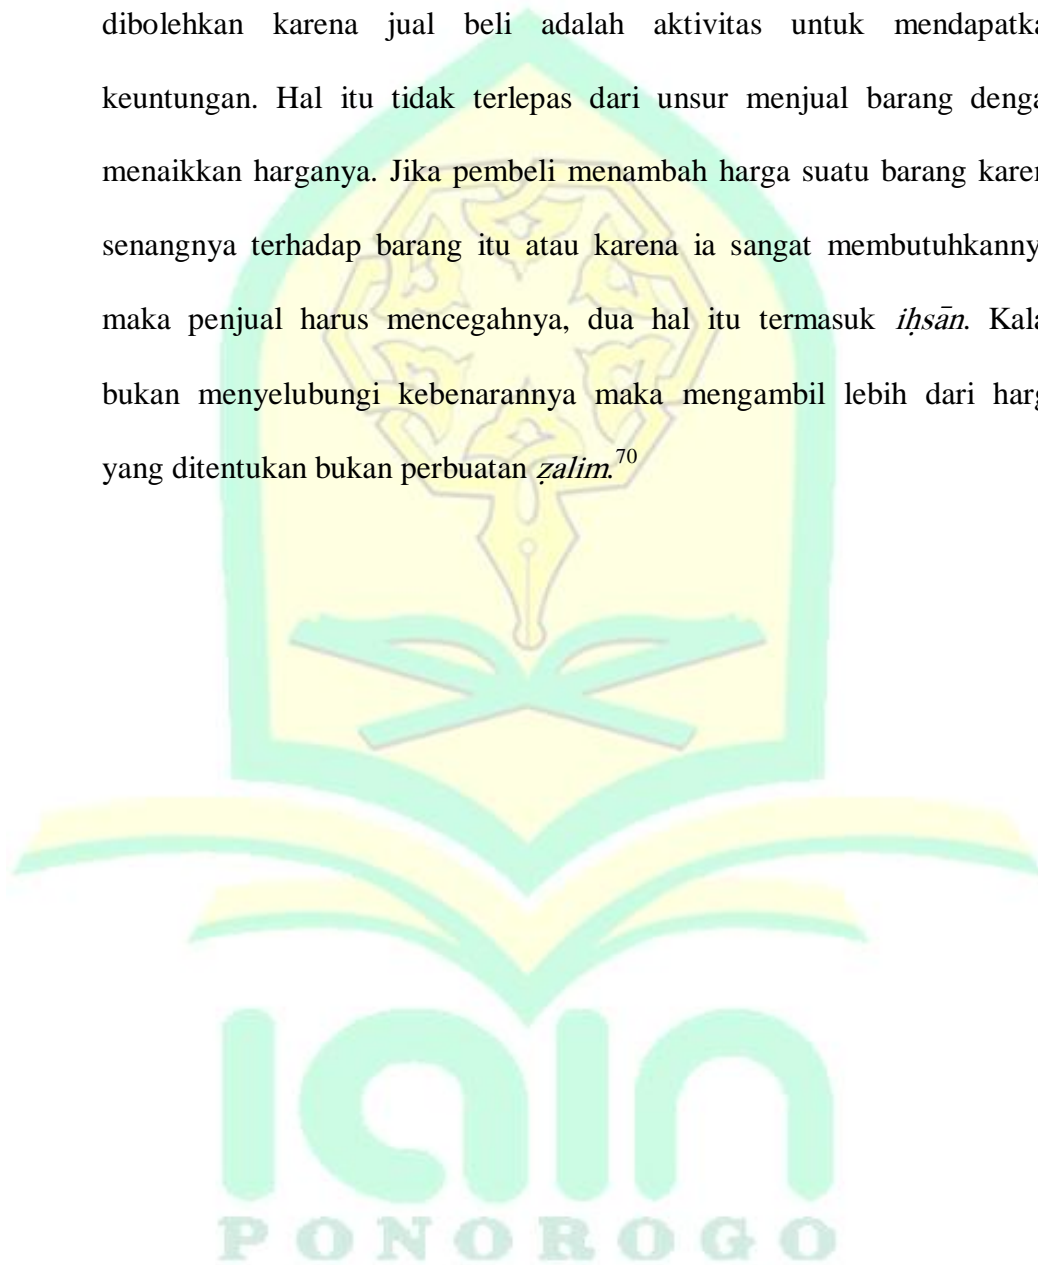 dibolehkan karena jual beli adalah aktivitas untuk mendapatka
keuntungan. Hal itu tidak terlepas dari unsur menjual barang denga
menaikkan harganya. Jika pembeli menambah harga suatu barang karen
senangnya terhadap barang itu atau karena ia sangat membutuhkanny
maka penjual harus mencegahnya, dua hal itu termasuk iḥsān. Kala
bukan menyelubungi kebenarannya maka mengambil lebih dari harg
yang ditentukan bukan perbuatan ẓalim.70
iain
PONOROGO